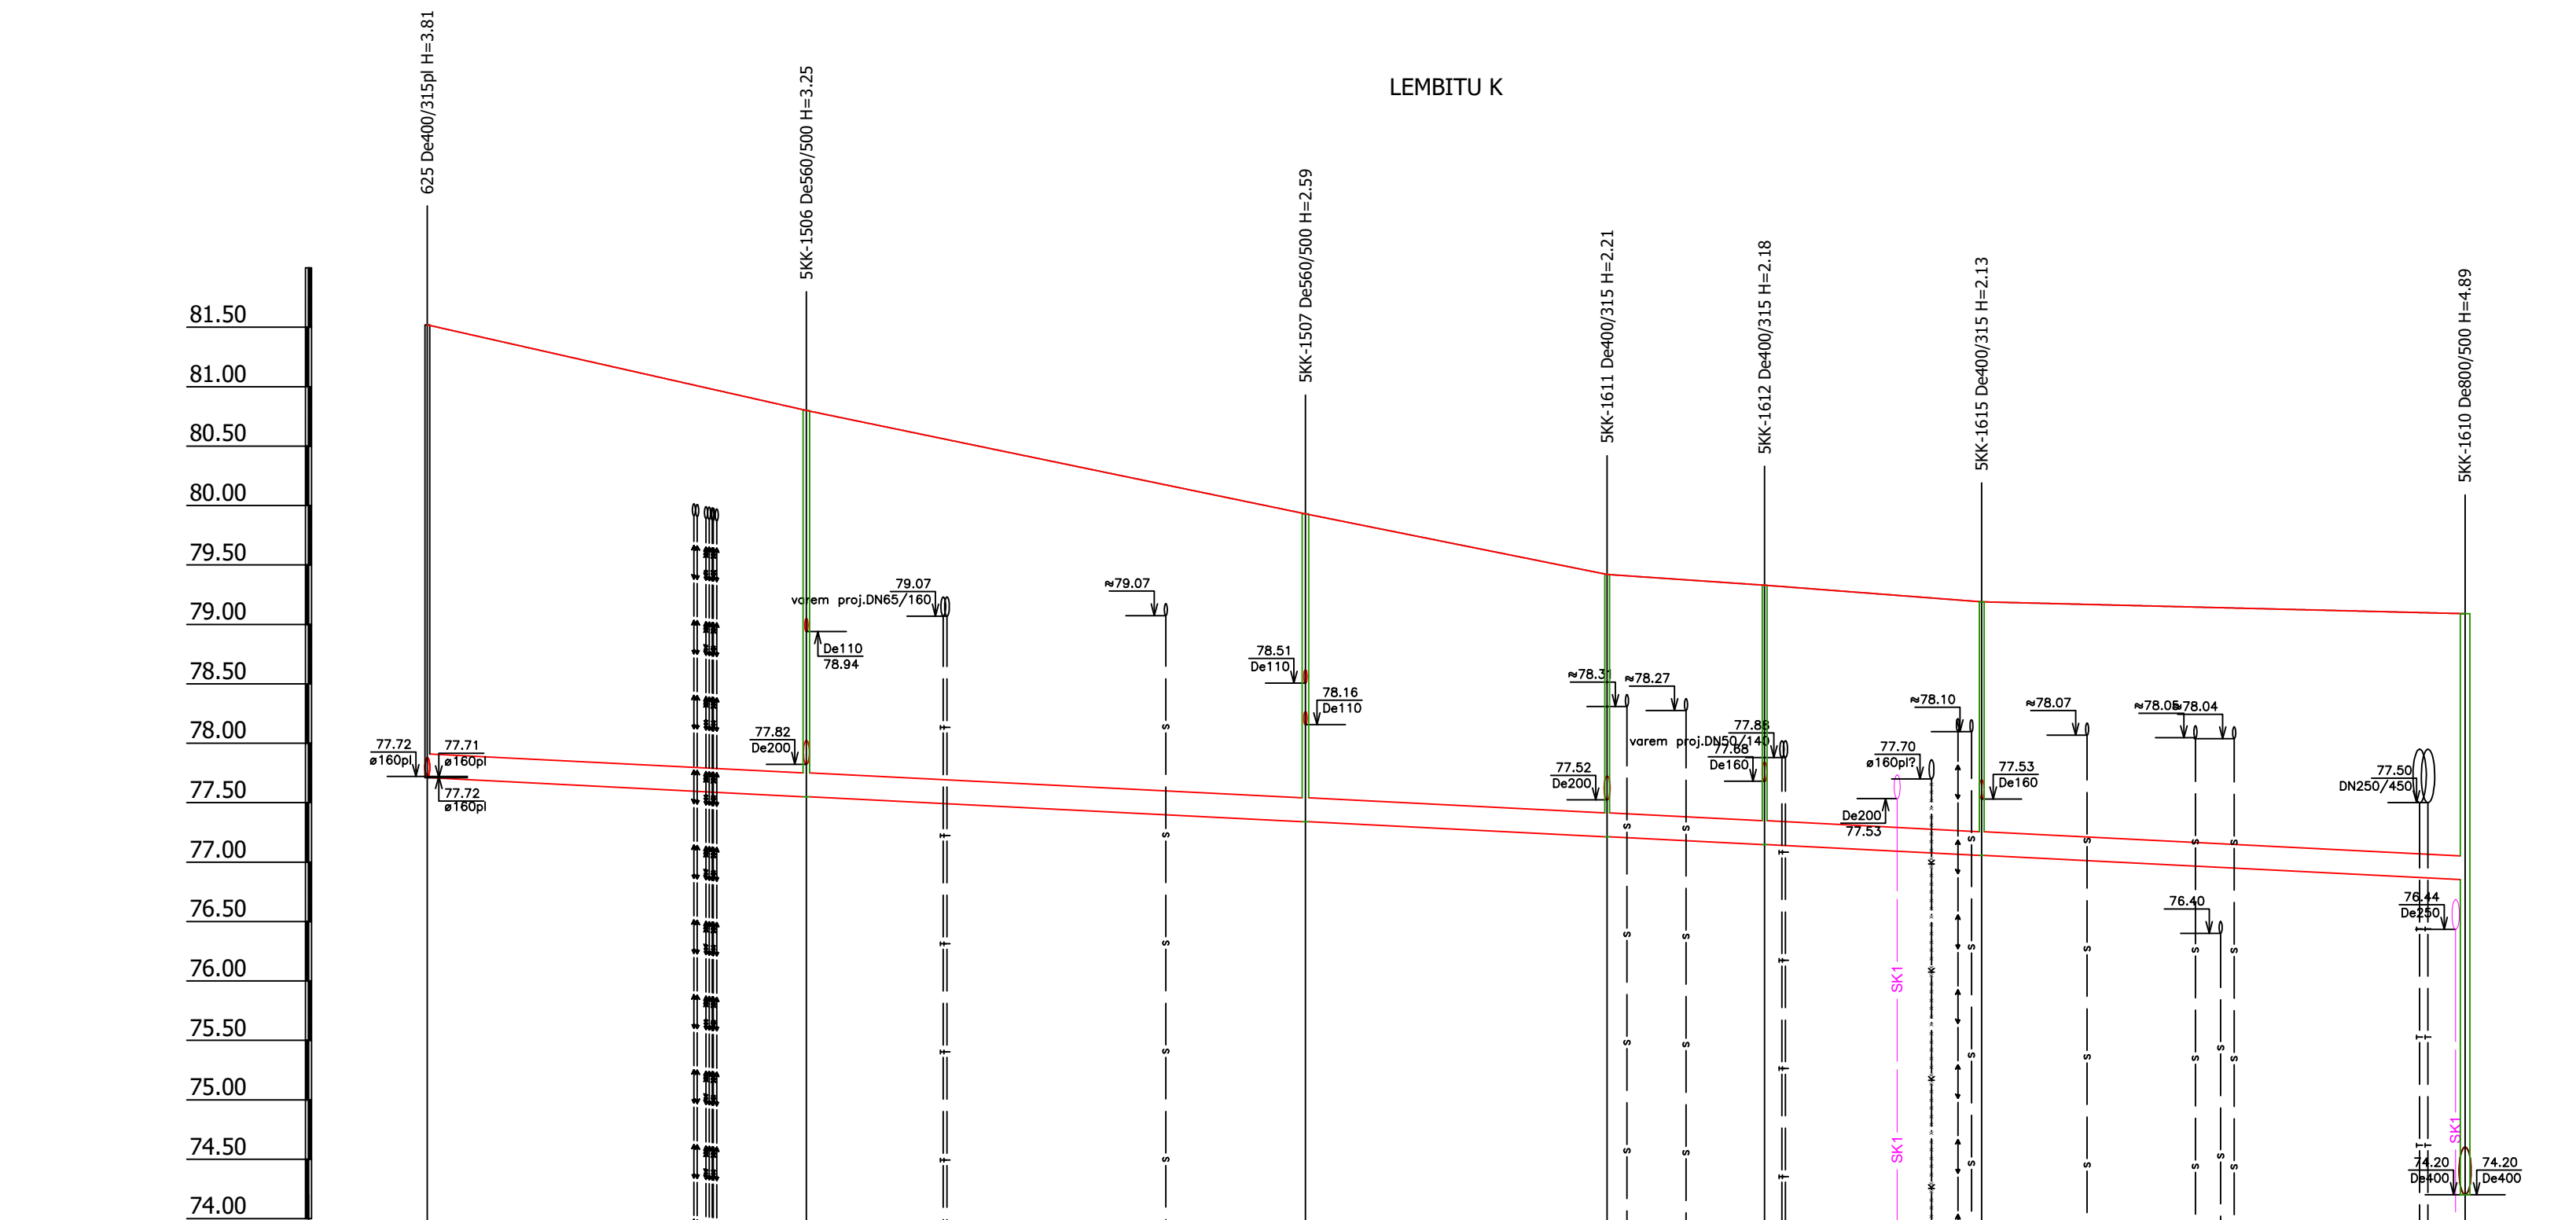 LEMBITU K
625 De400/315pl H=3.81
5KK-1506 De560/500 H=3.25
5KK-1507 De560/500 H=2.59
5KK-1611 De400/315 H=2.21
5KK-1612 De400/315 H=2.18
5KK-1615 De400/315 H=2.13
5KK-1610 De800/500 H=4.89
81.50
81.00
80.50
80.00
79.50
79.00
78.50
78.00
77.50
77.00
76.50
76.00
75.50
75.00
74.50
74.00
77.72
ø160pl
77.71
ø160pl
77.72
ø160pl
77.82
De200
De110
78.94
79.07
varem proj.DN65/160
≈79.07
78.51
De110
78.16
De110
77.52
De200
≈78.31
≈78.27
77.88
varem proj.DN50/140
77.68
De160
De200
77.53
77.70
ø160pl?
≈78.10
77.53
De160
≈78.07
≈78.05
≈78.04
76.40
77.50
DN250/450
76.44
De250
74.20
De400
74.20
De400
SK1
SK1
SK1